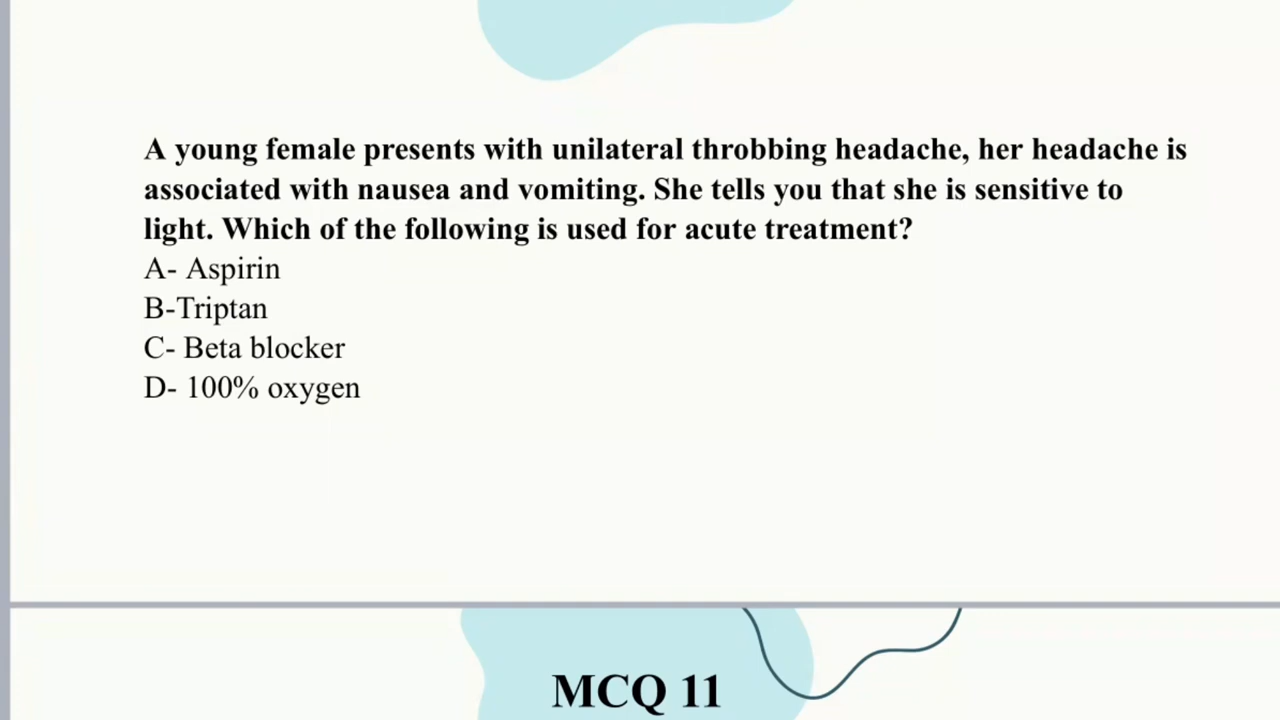 A young female presents with unilateral throbbing headache, her headache is
associated with nausea and vomiting. She tells you that she is sensitive to
light. Which of the following is used for acute treatment?
A- Aspirin
B-Triptan
C- Beta blocker
D- 100% oxygen
MCQ 11